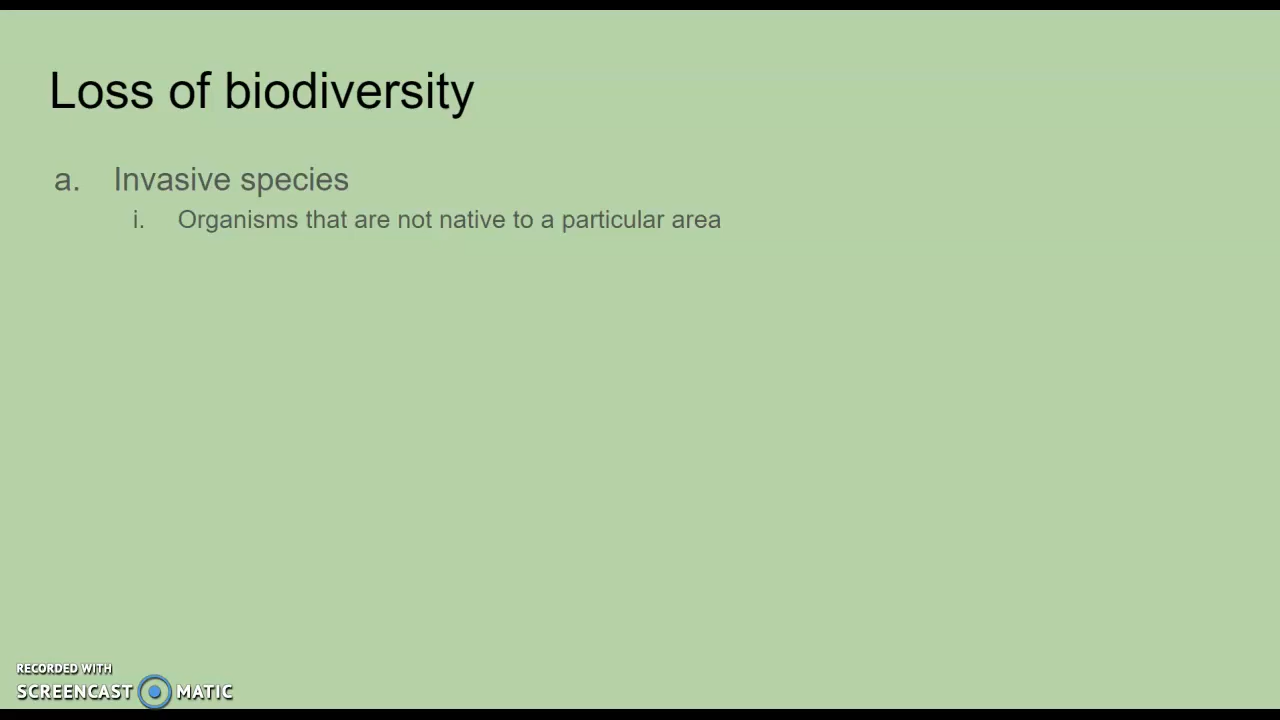 Loss of biodiversity
a. Invasive species
i. Organisms that are not native to a particular area
RECORDED WITH
SCREENCAST MATIC